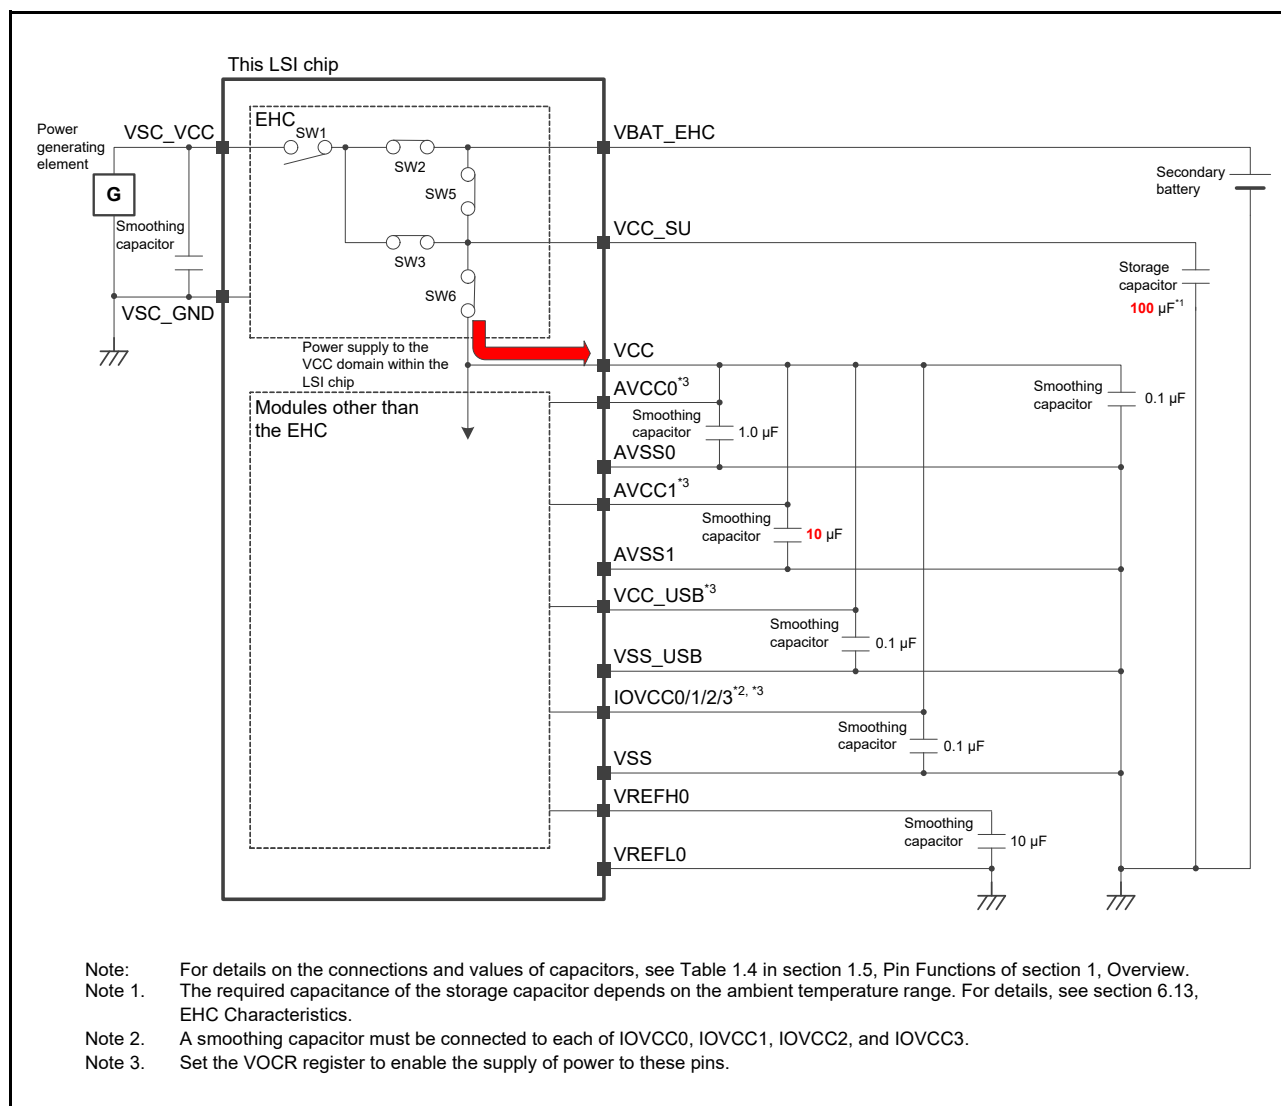 This LSI chip
Power
generating
element
VSC_VCC
EHC
SW1
SW2
SW5
SW3
SW6
VBAT_EHC
Secondary
battery
G
Smoothing
capacitor
VCC_SU
Storage
capacitor
100 µF*1
VSC_GND
Power supply to the
VCC domain within the
LSI chip
VCC
Smoothing
capacitor
0.1 µF
Modules other than
the EHC
AVCC0*3
Smoothing
capacitor
1.0 µF
AVSS0
AVCC1*3
Smoothing
capacitor
10 µF
AVSS1
VCC_USB*3
Smoothing
capacitor
0.1 µF
VSS_USB
IOVCC0/1/2/3*2, *3
Smoothing
capacitor
0.1 µF
VSS
VREFH0
Smoothing
capacitor
10 µF
VREFL0
Note: For details on the connections and values of capacitors, see Table 1.4 in section 1.5, Pin Functions of section 1, Overview.
Note 1. The required capacitance of the storage capacitor depends on the ambient temperature range. For details, see section 6.13,
EHC Characteristics.
Note 2. A smoothing capacitor must be connected to each of IOVCC0, IOVCC1, IOVCC2, and IOVCC3.
Note 3. Set the VOCR register to enable the supply of power to these pins.